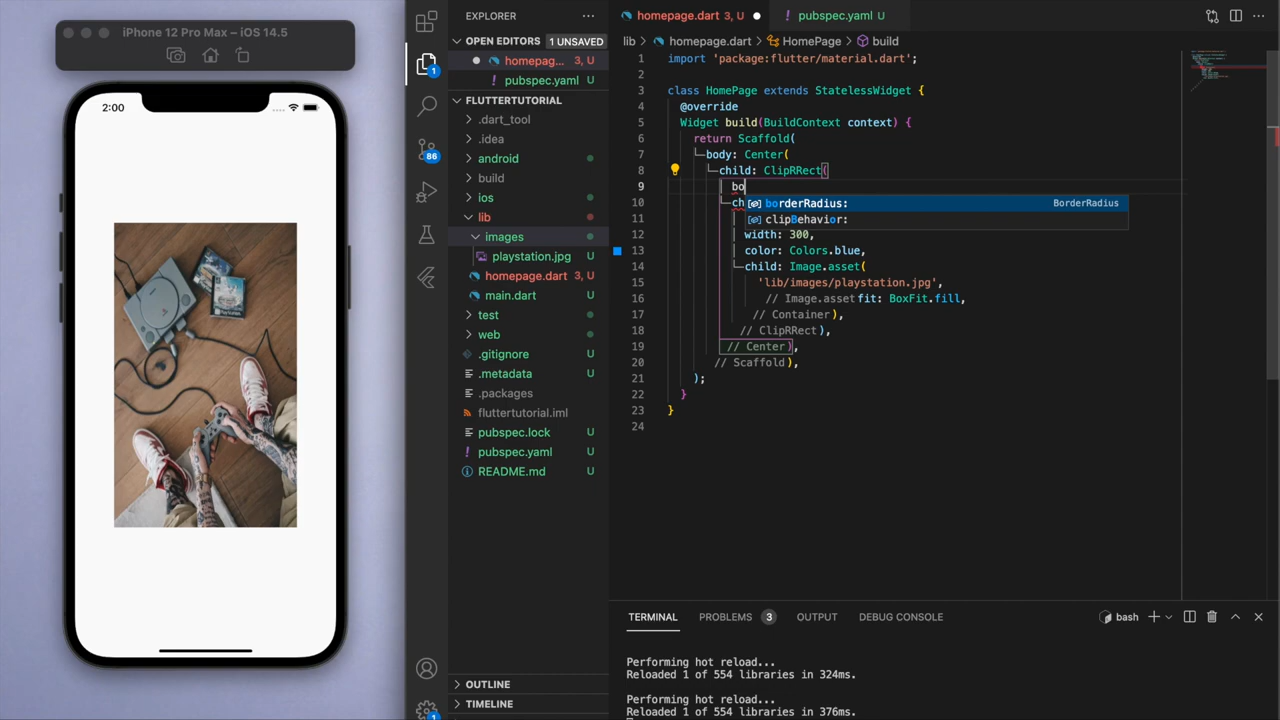 iPhone 12 Pro Max – iOS 14.5
2:00
EXPLORER
OPEN EDITORS 1 UNSAVED
homepag... 3, U
pubspec.yaml U
FLUTTERTUTORIAL
.dart_tool
.idea
android
build
ios
lib
images
playstation.jpg U
homepage.dart 3, U
main.dart U
test
web
.gitignore U
.metadata U
.packages
fluttertutorial.iml
pubspec.lock U
pubspec.yaml U
README.md U
OUTLINE
TIMELINE
1
86
1
homepage.dart 3, U
pubspec.yaml U
lib > homepage.dart > HomePage > build
1 import 'package:flutter/material.dart';
2
3 class HomePage extends StatelessWidget {
4 @override
5 Widget build(BuildContext context) {
6 return Scaffold(
7 body: Center(
8 child: ClipRRect(
9 bo
10 ch borderRadius: BorderRadius
11 clipBehavior:
12 width: 300,
13 color: Colors.blue,
14 child: Image.asset(
15 'lib/images/playstation.jpg',
16 // Image.asset fit: BoxFit.fill,
17 // Container ),
18 // ClipRRect ),
19 // Center ),
20 // Scaffold ),
21 );
22 }
23 }
24
TERMINAL PROBLEMS 3 OUTPUT DEBUG CONSOLE bash
Performing hot reload...
Reloaded 1 of 554 libraries in 324ms.
Performing hot reload...
Reloaded 1 of 554 libraries in 376ms.